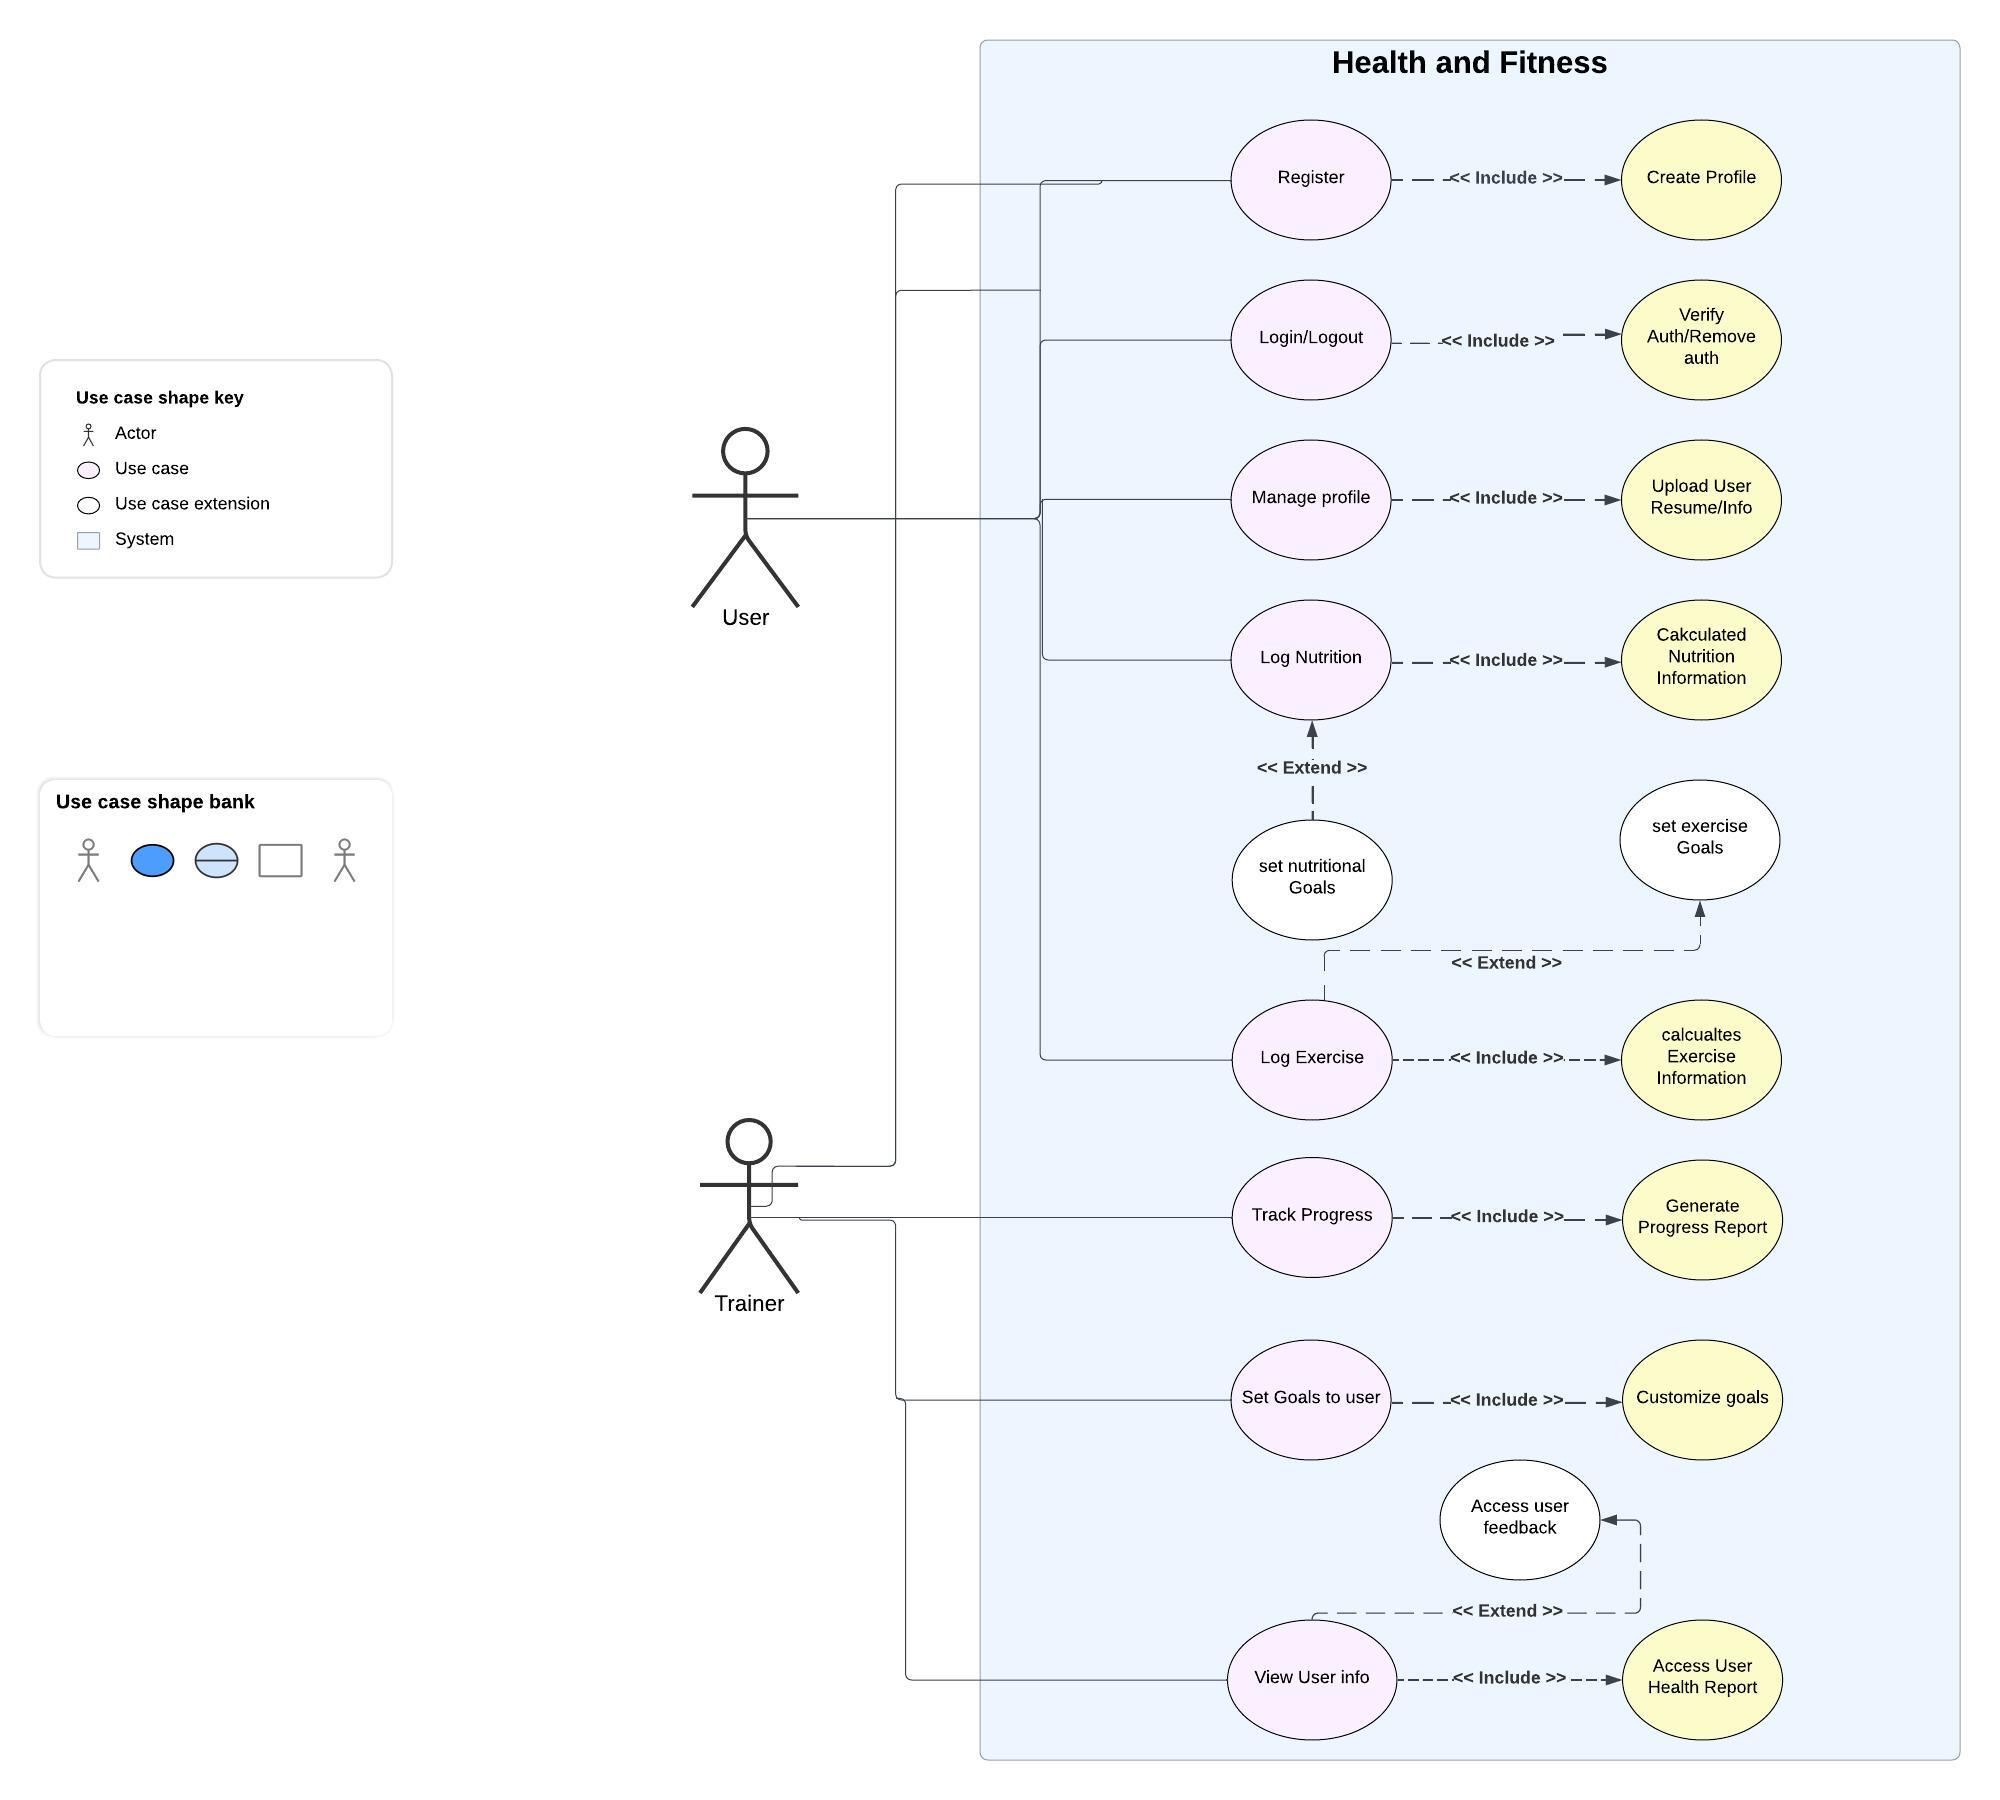 Health and Fitness
Register
<< Include >>
Create Profile
Login/Logout
<< Include >>
Verify
Auth/Remove
auth
Use case shape key
Actor
Use case
Use case extension
System
User
Manage profile
<< Include >>
Upload User
Resume/Info
Log Nutrition
<< Include >>
Cakculated
Nutrition
Information
<< Extend >>
Use case shape bank
set nutritional
Goals
set exercise
Goals
<< Extend >>
Log Exercise
<< Include >>
calcualtes
Exercise
Information
Trainer
Track Progress
<< Include >>
Generate
Progress Report
Set Goals to user
<< Include >>
Customize goals
Access user
feedback
<< Extend >>
View User info
<< Include >>
Access User
Health Report